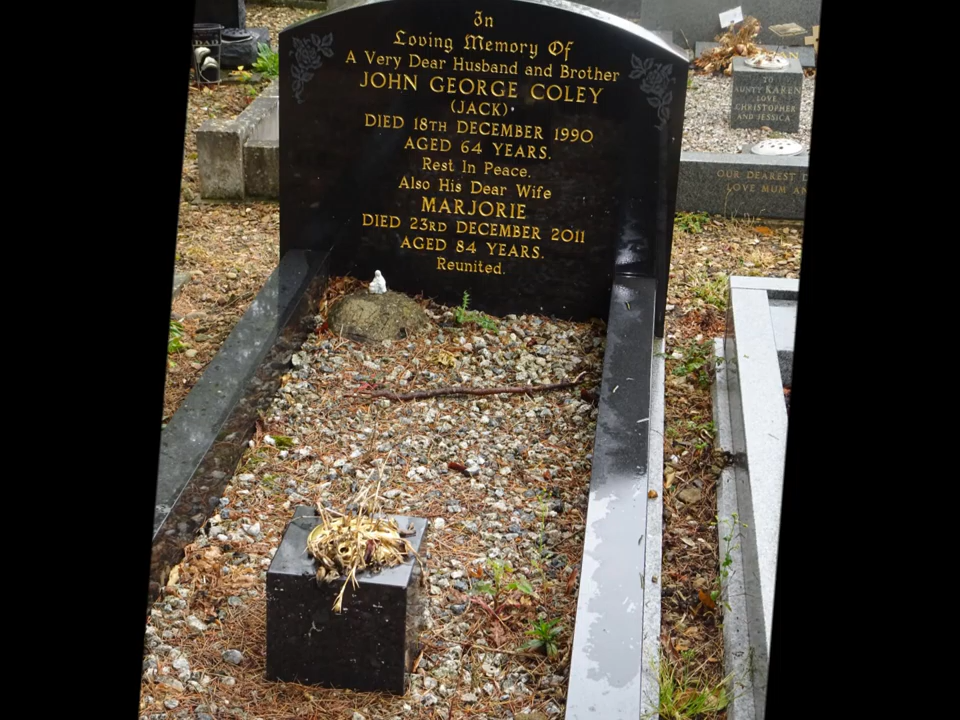 In
Loving Memory Of
A Very Dear Husband and Brother
JOHN GEORGE COLEY
(JACK)
DIED 18TH DECEMBER 1990
AGED 64 YEARS.
Rest In Peace.
Also His Dear Wife
MARJORIE
DIED 23RD DECEMBER 2011
AGED 84 YEARS.
Reunited.
DAD
TO
AUNTY KAREN
LOVE
CHRISTOPHER
AND JESSICA
OUR DEAREST
LOVE MUM